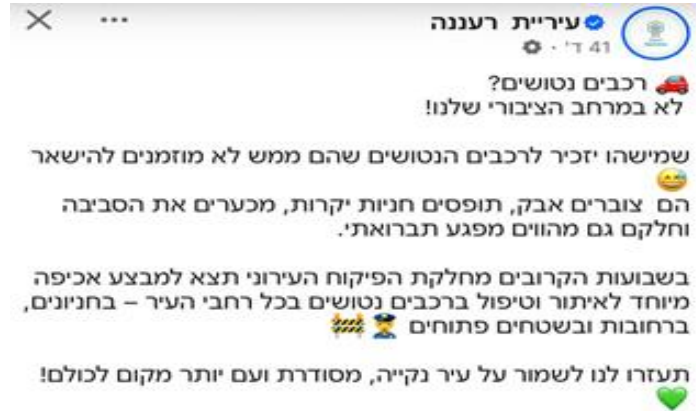 עיריית רעננה
41 ד'
🚗 רכבים נטושים?
לא במרחב הציבורי שלנו!
שמישהו יזכיר לרכבים הנטושים שהם ממש לא מוזמנים להישאר
😅
הם צוברים אבק, תופסים חניות יקרות, מכערים את הסביבה
וחלקם גם מהווים מפגע תברואתי.
בשבועות הקרובים מחלקת הפיקוח העירוני תצא למבצע אכיפה
מיוחד לאיתור וטיפול ברכבים נטושים בכל רחבי העיר – בחניונים,
ברחובות ובשטחים פתוחים 👮🚧
תעזרו לנו לשמור על עיר נקייה, מסודרת ועם יותר מקום לכולם!
💚